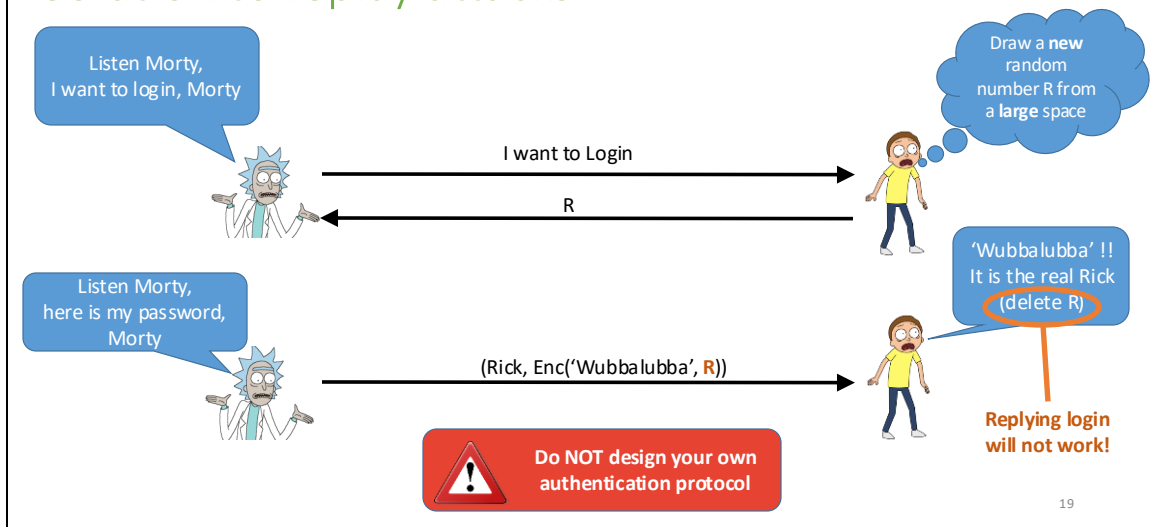 Listen Morty,
I want to login, Morty
Draw a new
random
number R from
a large space
I want to Login
R
Listen Morty,
here is my password,
Morty
'Wubbalubba' !!
It is the real Rick
(delete R)
(Rick, Enc('Wubbalubba', R))
Replying login
will not work!
Do NOT design your own
authentication protocol
19